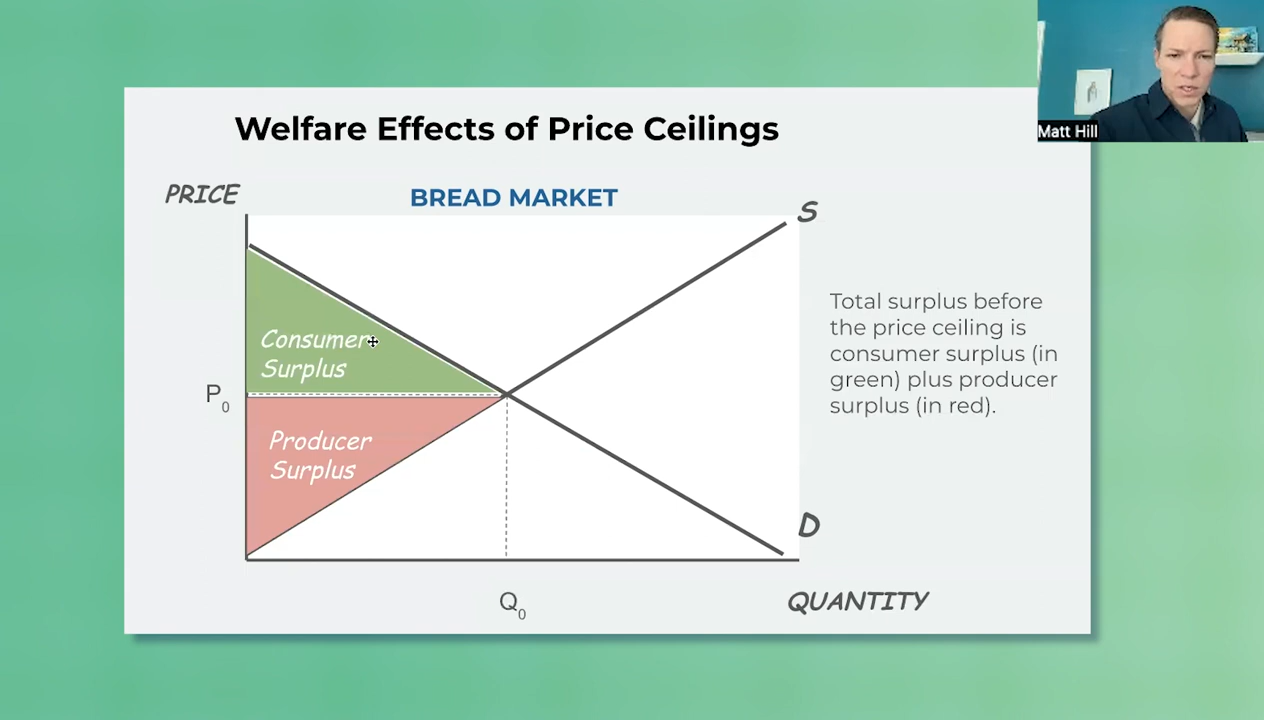 Matt Hill
Welfare Effects of Price Ceilings
PRICE
BREAD MARKET
S
Consumer
Surplus
Total surplus before
the price ceiling is
consumer surplus (in
green) plus producer
surplus (in red).
P0
Producer
Surplus
D
Q0
QUANTITY